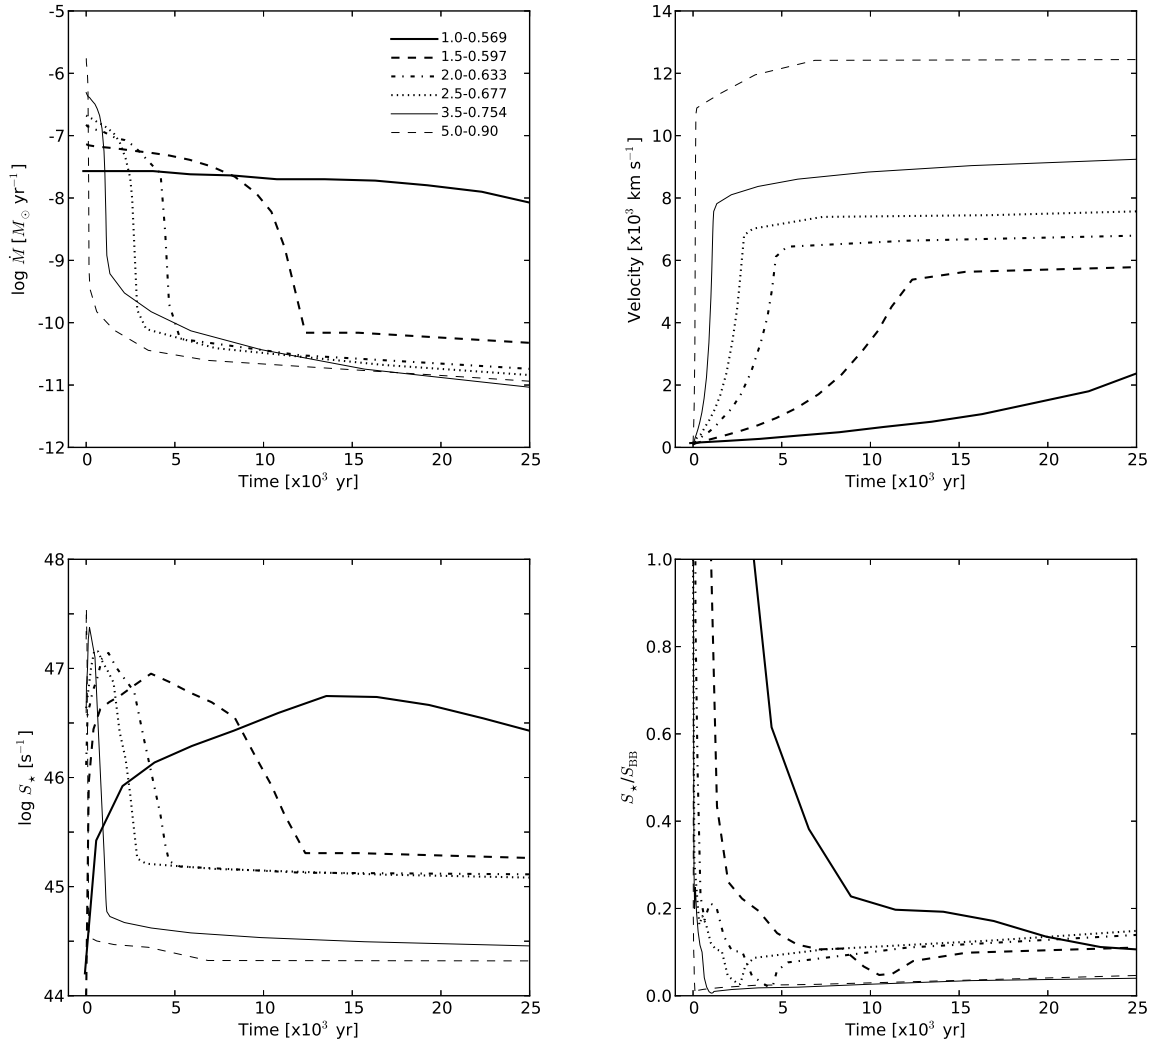 -5
-6
-7
-8
-9
-10
-11
-12
log Ṁ [M☉ yr⁻¹]
1.0-0.569
1.5-0.597
2.0-0.633
2.5-0.677
3.5-0.754
5.0-0.90
0 5 10 15 20 25
Time [x10³ yr]
14
12
10
8
6
4
2
0
Velocity [x10³ km s⁻¹]
0 5 10 15 20 25
Time [x10³ yr]
48
47
46
45
44
log S⋆ [s⁻¹]
0 5 10 15 20 25
Time [x10³ yr]
1.0
0.8
0.6
0.4
0.2
0.0
S⋆/S_BB
0 5 10 15 20 25
Time [x10³ yr]